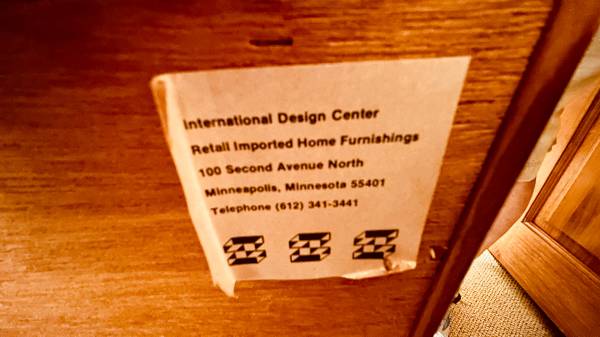 International Design Center
Retail Imported Home Furnishings
100 Second Avenue North
Minneapolis, Minnesota 55401
Telephone (612) 341-3441